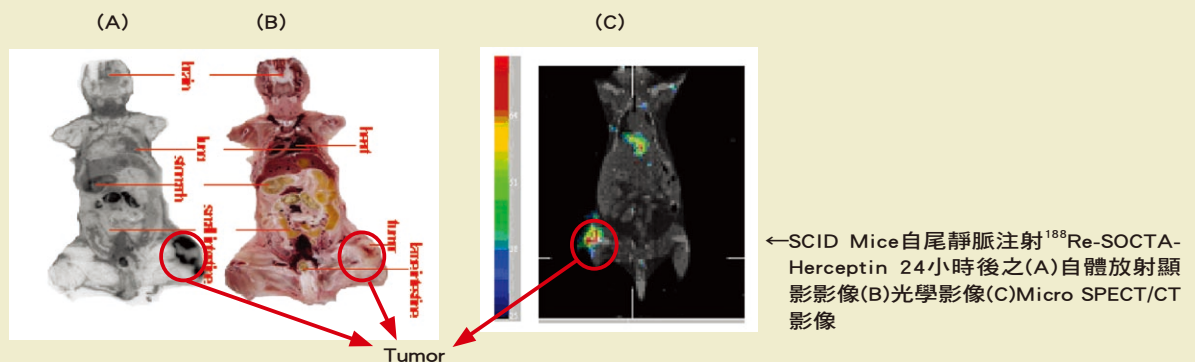 (A)
(B)
(C)
brain
heart
lung
stomach
small intestine
tumor
large intestine
64
51
Tumor
←SCID Mice自尾靜脈注射¹⁸⁸Re-SOCTA-
Herceptin 24小時後之(A)自體放射顯
影影像(B)光學影像(C)Micro SPECT/CT
影像